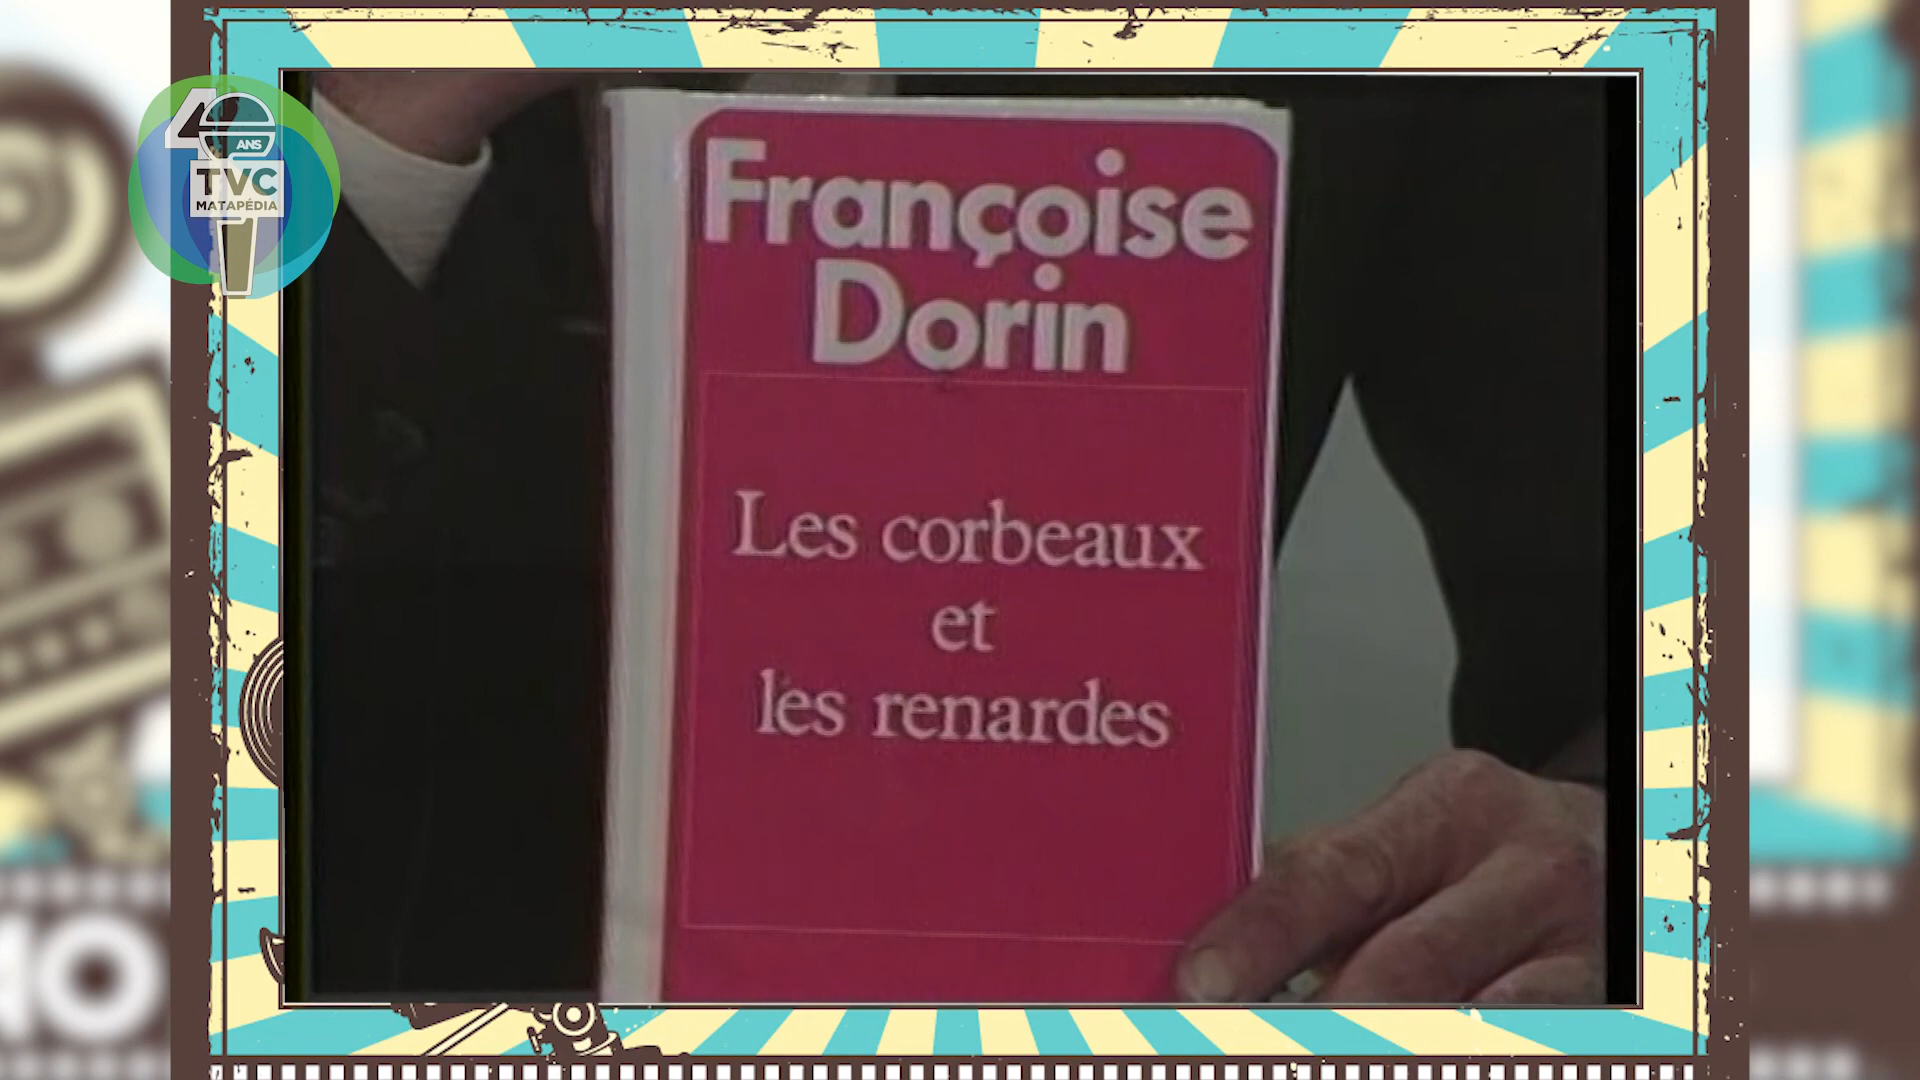 40
ANS
TVC
MATAPÉDIA
Françoise
Dorin
Les corbeaux
et
les renardes